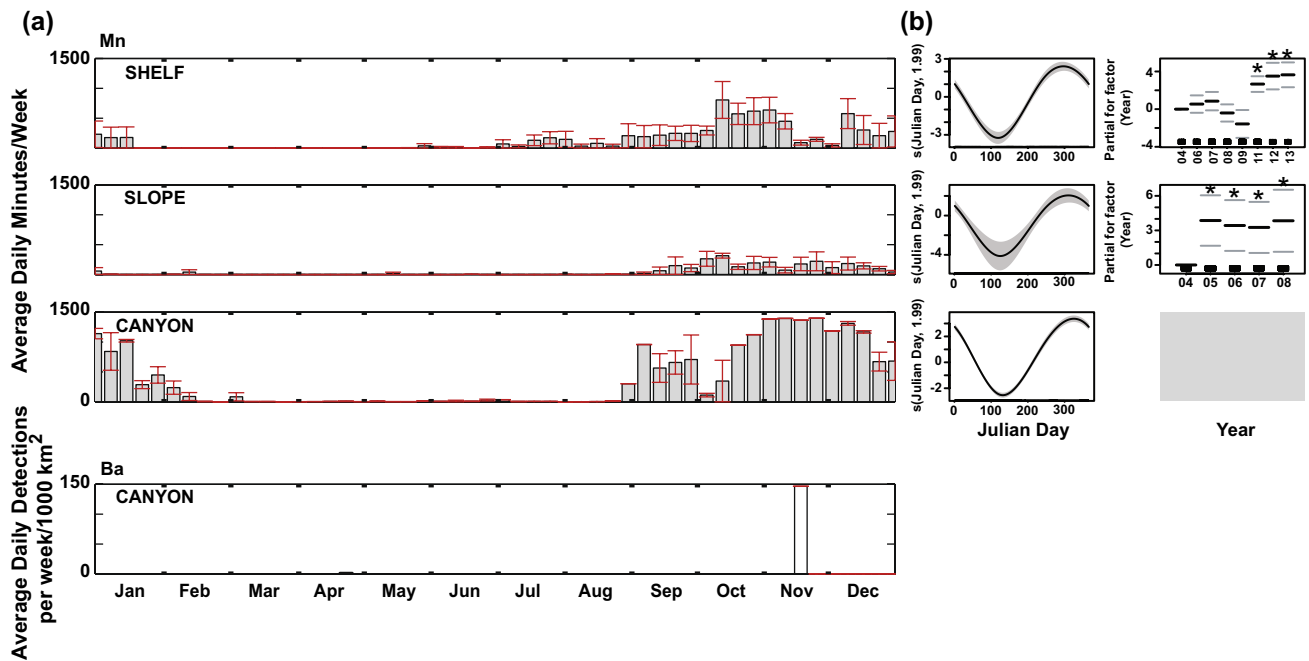 (a)
(b)
Mn
Average Daily Minutes/Week
1500
SHELF
1500
SLOPE
1500
CANYON
0
Average Daily Detections
per week/1000 km2
Ba
150
CANYON
0
Jan Feb Mar Apr May Jun Jul Aug Sep Oct Nov Dec
s(Julian Day, 1.99)
3
0
-3
0 100 200 300
Partial for factor
(Year)
4
0
-4
* * *
04 06 07 08 09 11 12 13
s(Julian Day, 1.99)
0
-4
0 100 200 300
Partial for factor
(Year)
6
3
0
* * * *
04 05 06 07 08
s(Julian Day, 1.99)
2
0
-2
0 100 200 300
Julian Day
Year